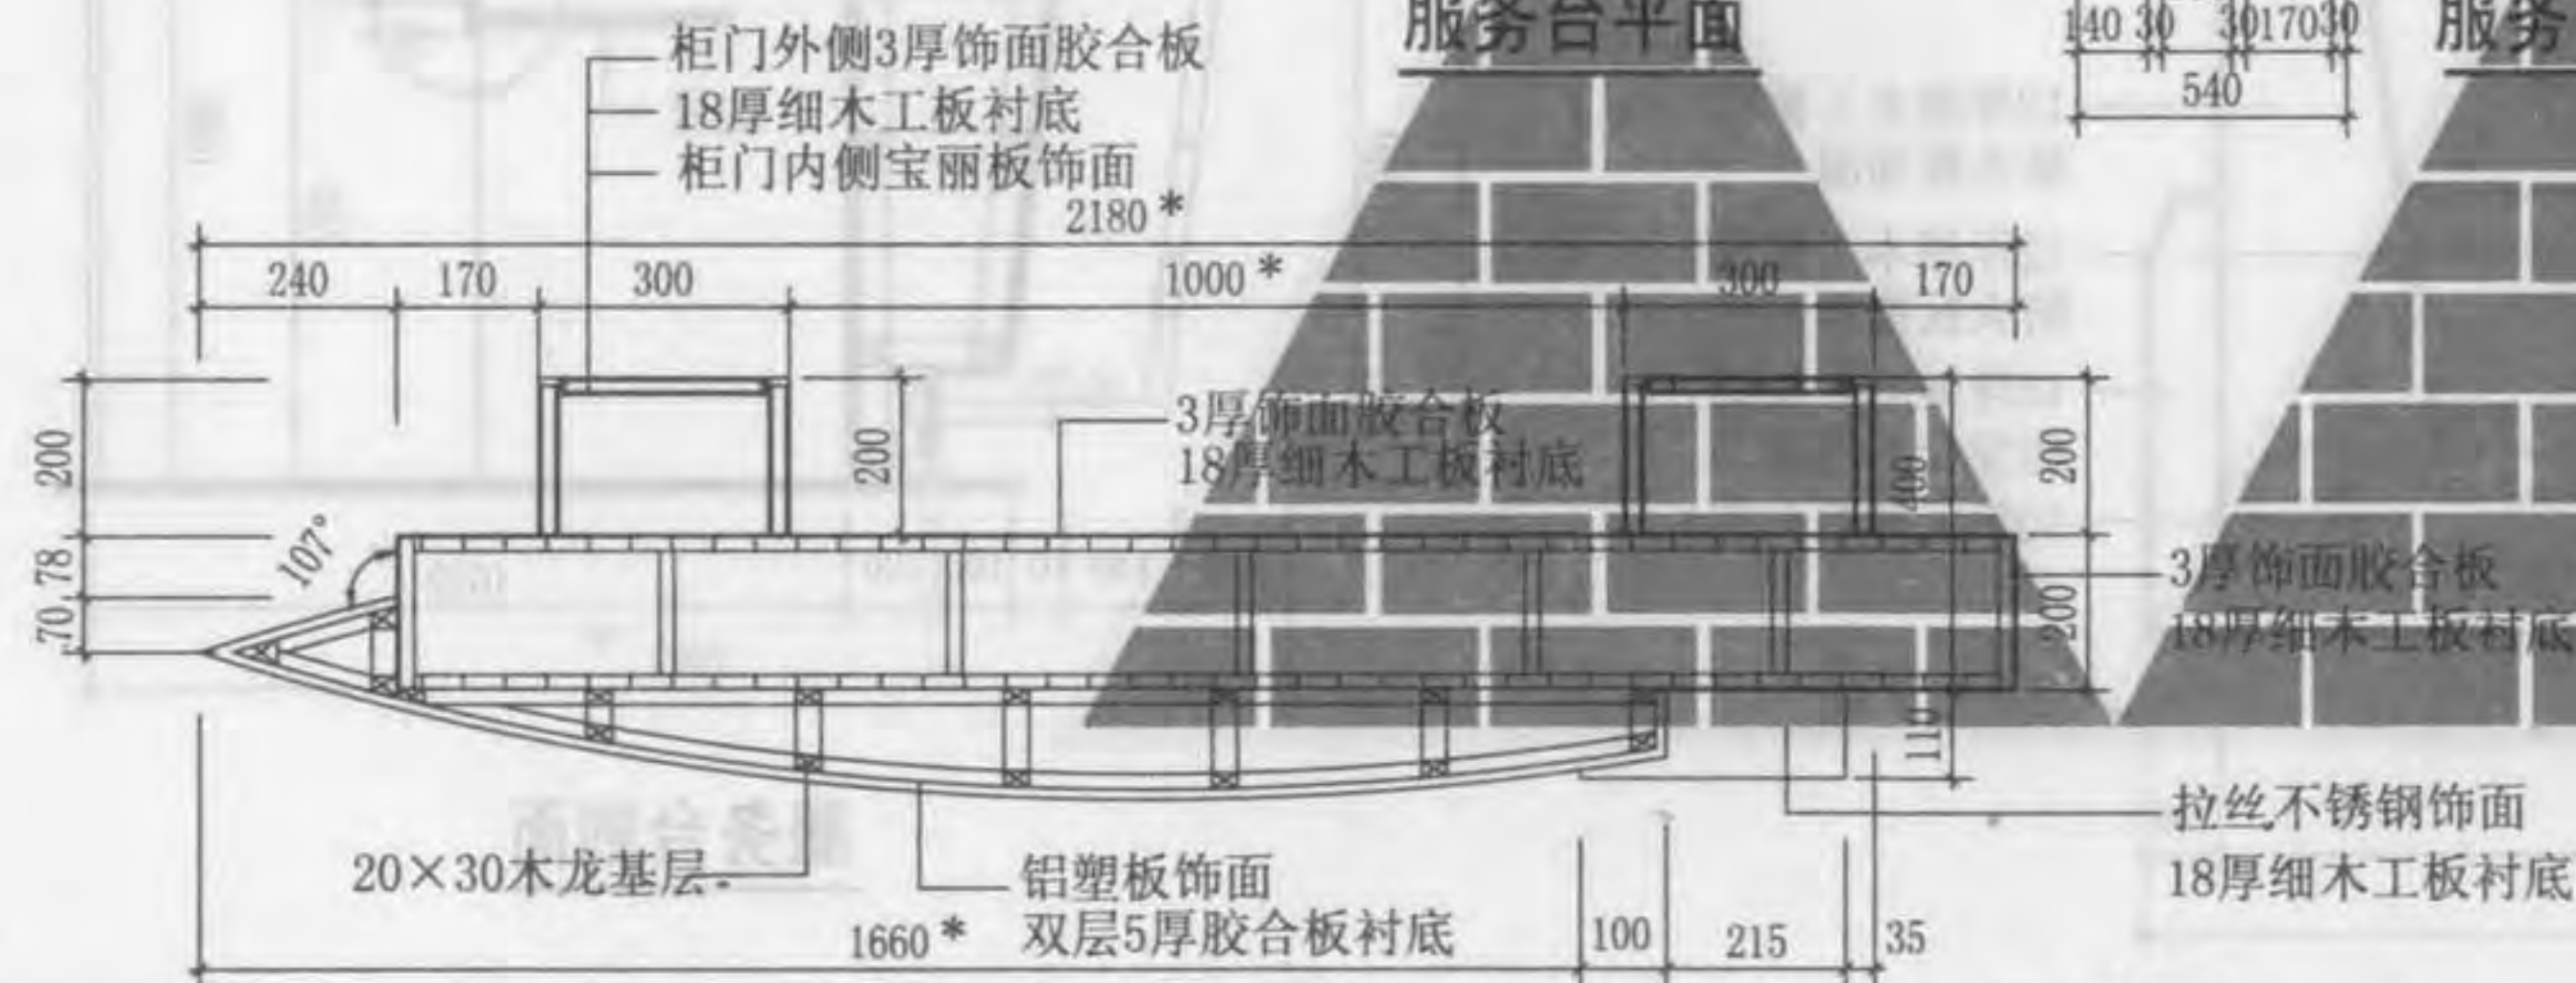 服务台平面
140 30 30 170 30
540
服务
柜门外侧3厚饰面胶合板
18厚细木工板衬底
柜门内侧宝丽板饰面
2180*
240 170 300 1000* 300 170
200
200
3厚饰面胶合板
18厚细木工板衬底
400
200
107°
78
70
200
3厚饰面胶合板
18厚细木工板衬底
110
拉丝不锈钢饰面
18厚细木工板衬底
20×30木龙基层
铝塑板饰面
双层5厚胶合板衬底
1660* 100 215 35